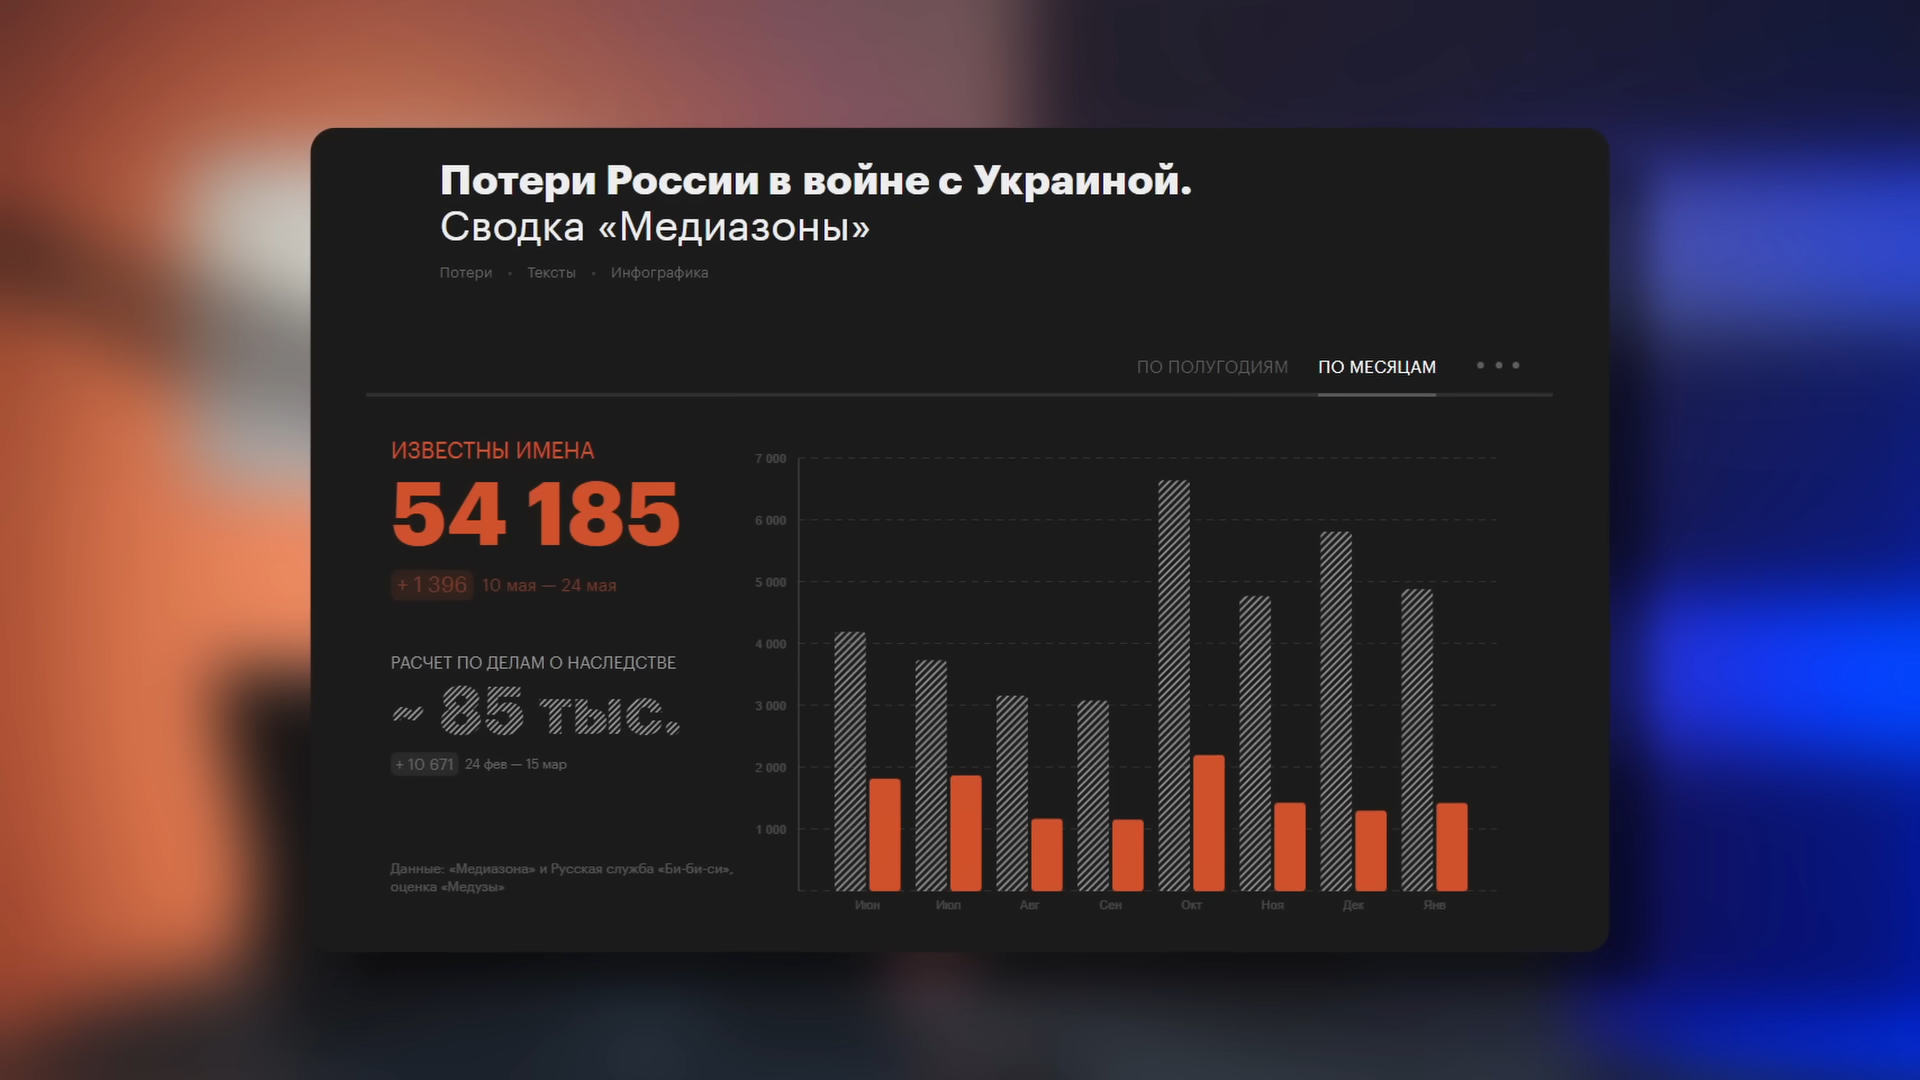 Потери России в войне с Украиной.
Сводка «Медиазоны»
Потери • Тексты • Инфографика
ПО ПОЛУГОДИЯМ ПО МЕСЯЦАМ •••
ИЗВЕСТНЫ ИМЕНА
54 185
+ 1 396 10 мая — 24 мая
РАСЧЕТ ПО ДЕЛАМ О НАСЛЕДСТВЕ
~ 85 тыс.
+ 10 671 24 фев — 15 мар
Данные: «Медиазона» и Русская служба «Би-би-си»,
оценка «Медузы»
7 000
6 000
5 000
4 000
3 000
2 000
1 000
Июн Июл Авг Сен Окт Ноя Дек Янв